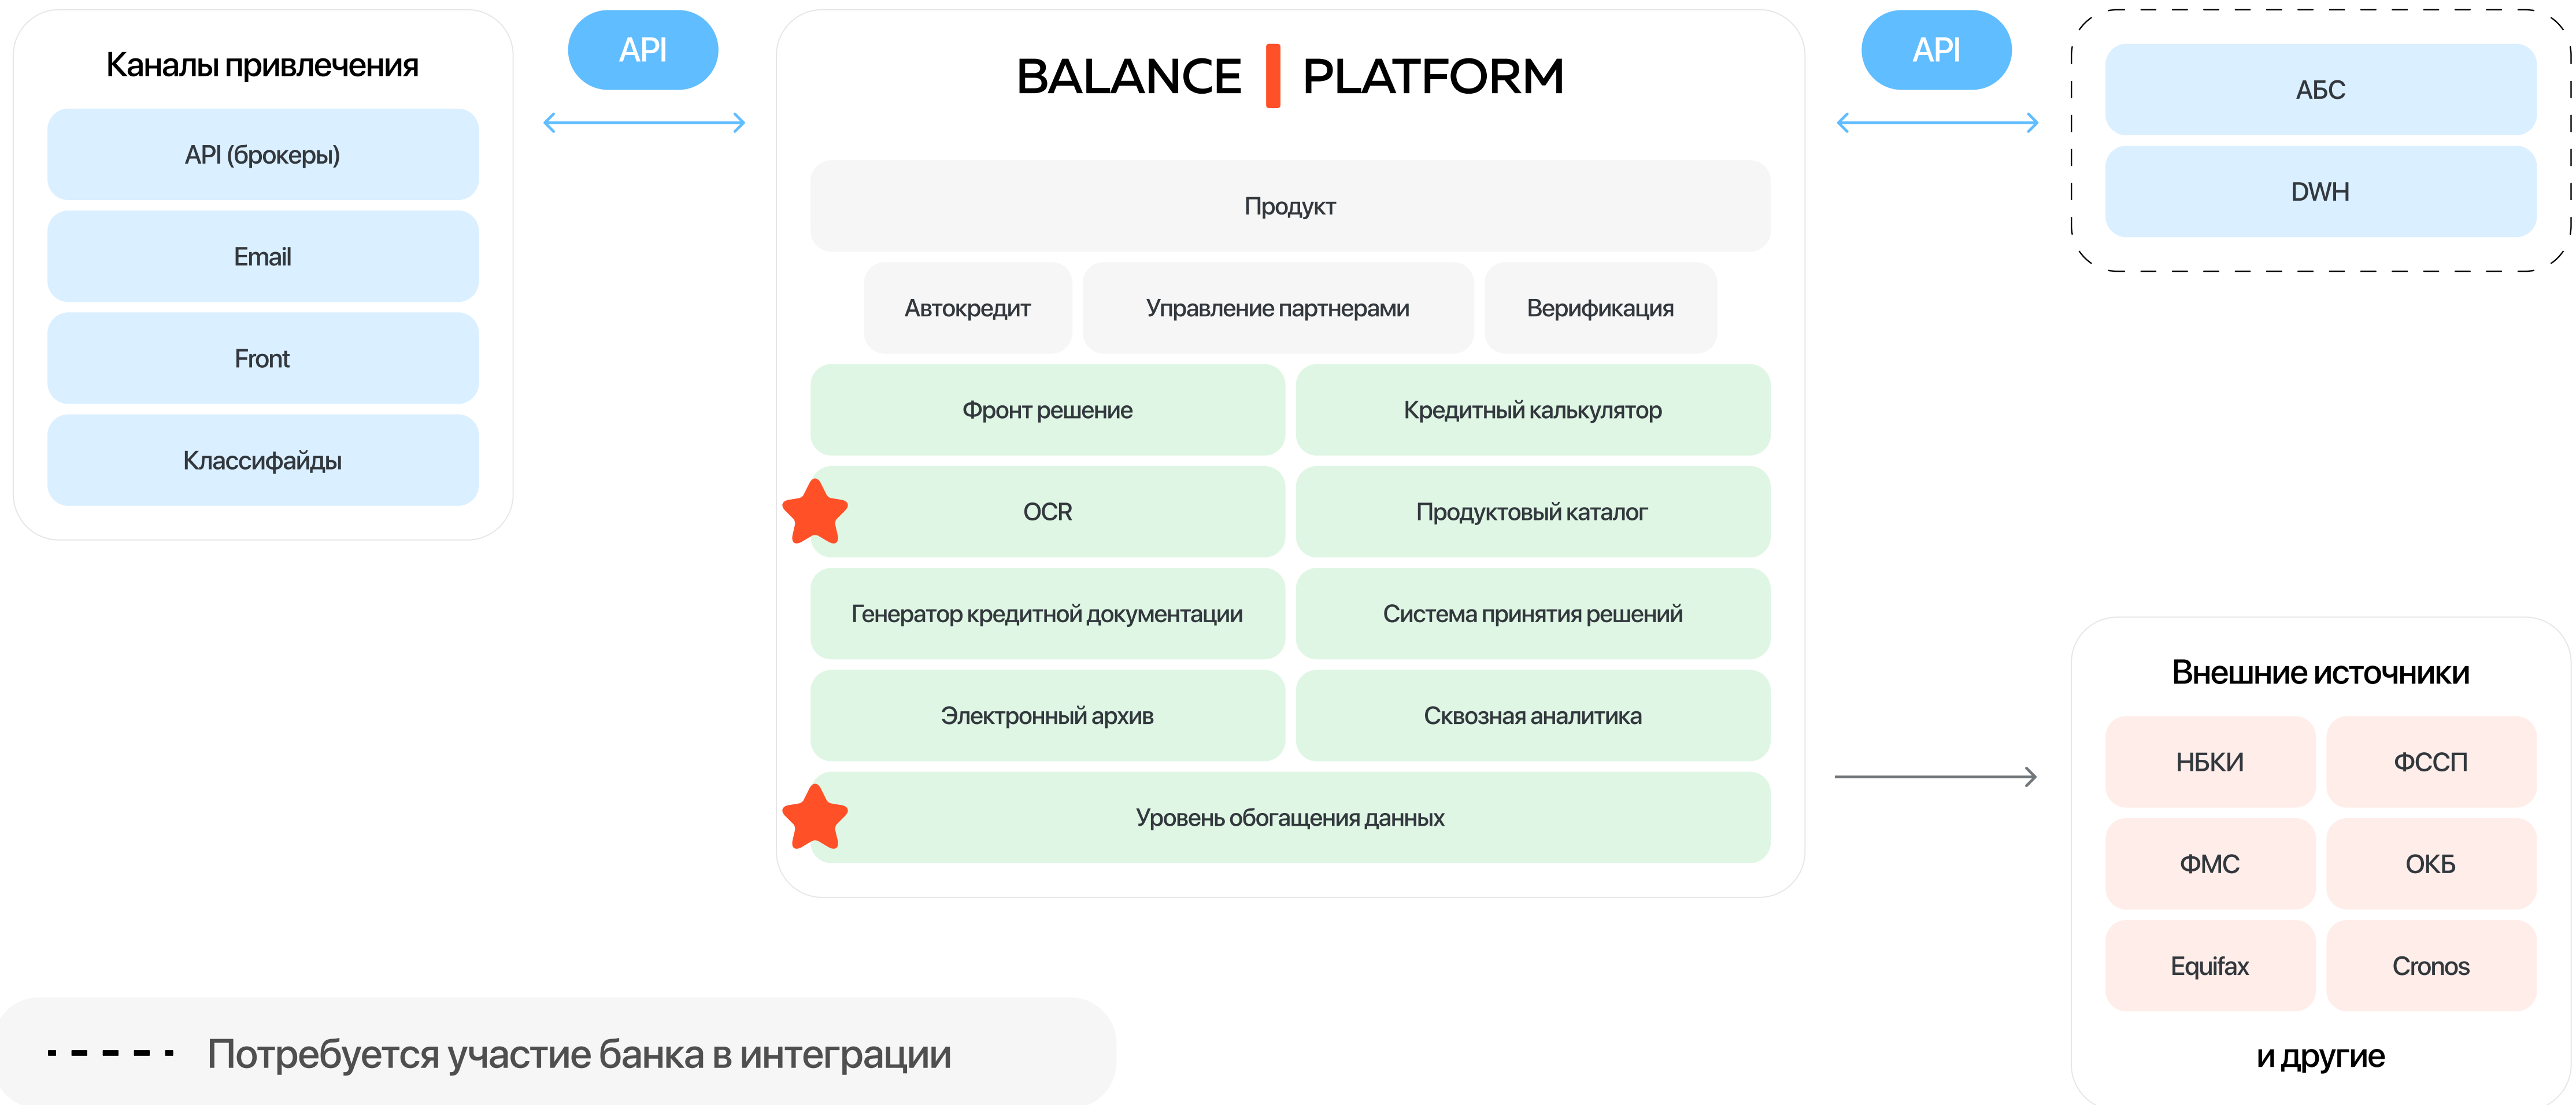 Каналы привлечения
API (брокеры)
Email
Front
Классифайды
API
BALANCE PLATFORM
Продукт
Автокредит
Управление партнерами
Верификация
Фронт решение
Кредитный калькулятор
OCR
Продуктовый каталог
Генератор кредитной документации
Система принятия решений
Электронный архив
Сквозная аналитика
Уровень обогащения данных
API
АБС
DWH
Внешние источники
НБКИ
ФССП
ФМС
ОКБ
Equifax
Cronos
и другие
Потребуется участие банка в интеграции